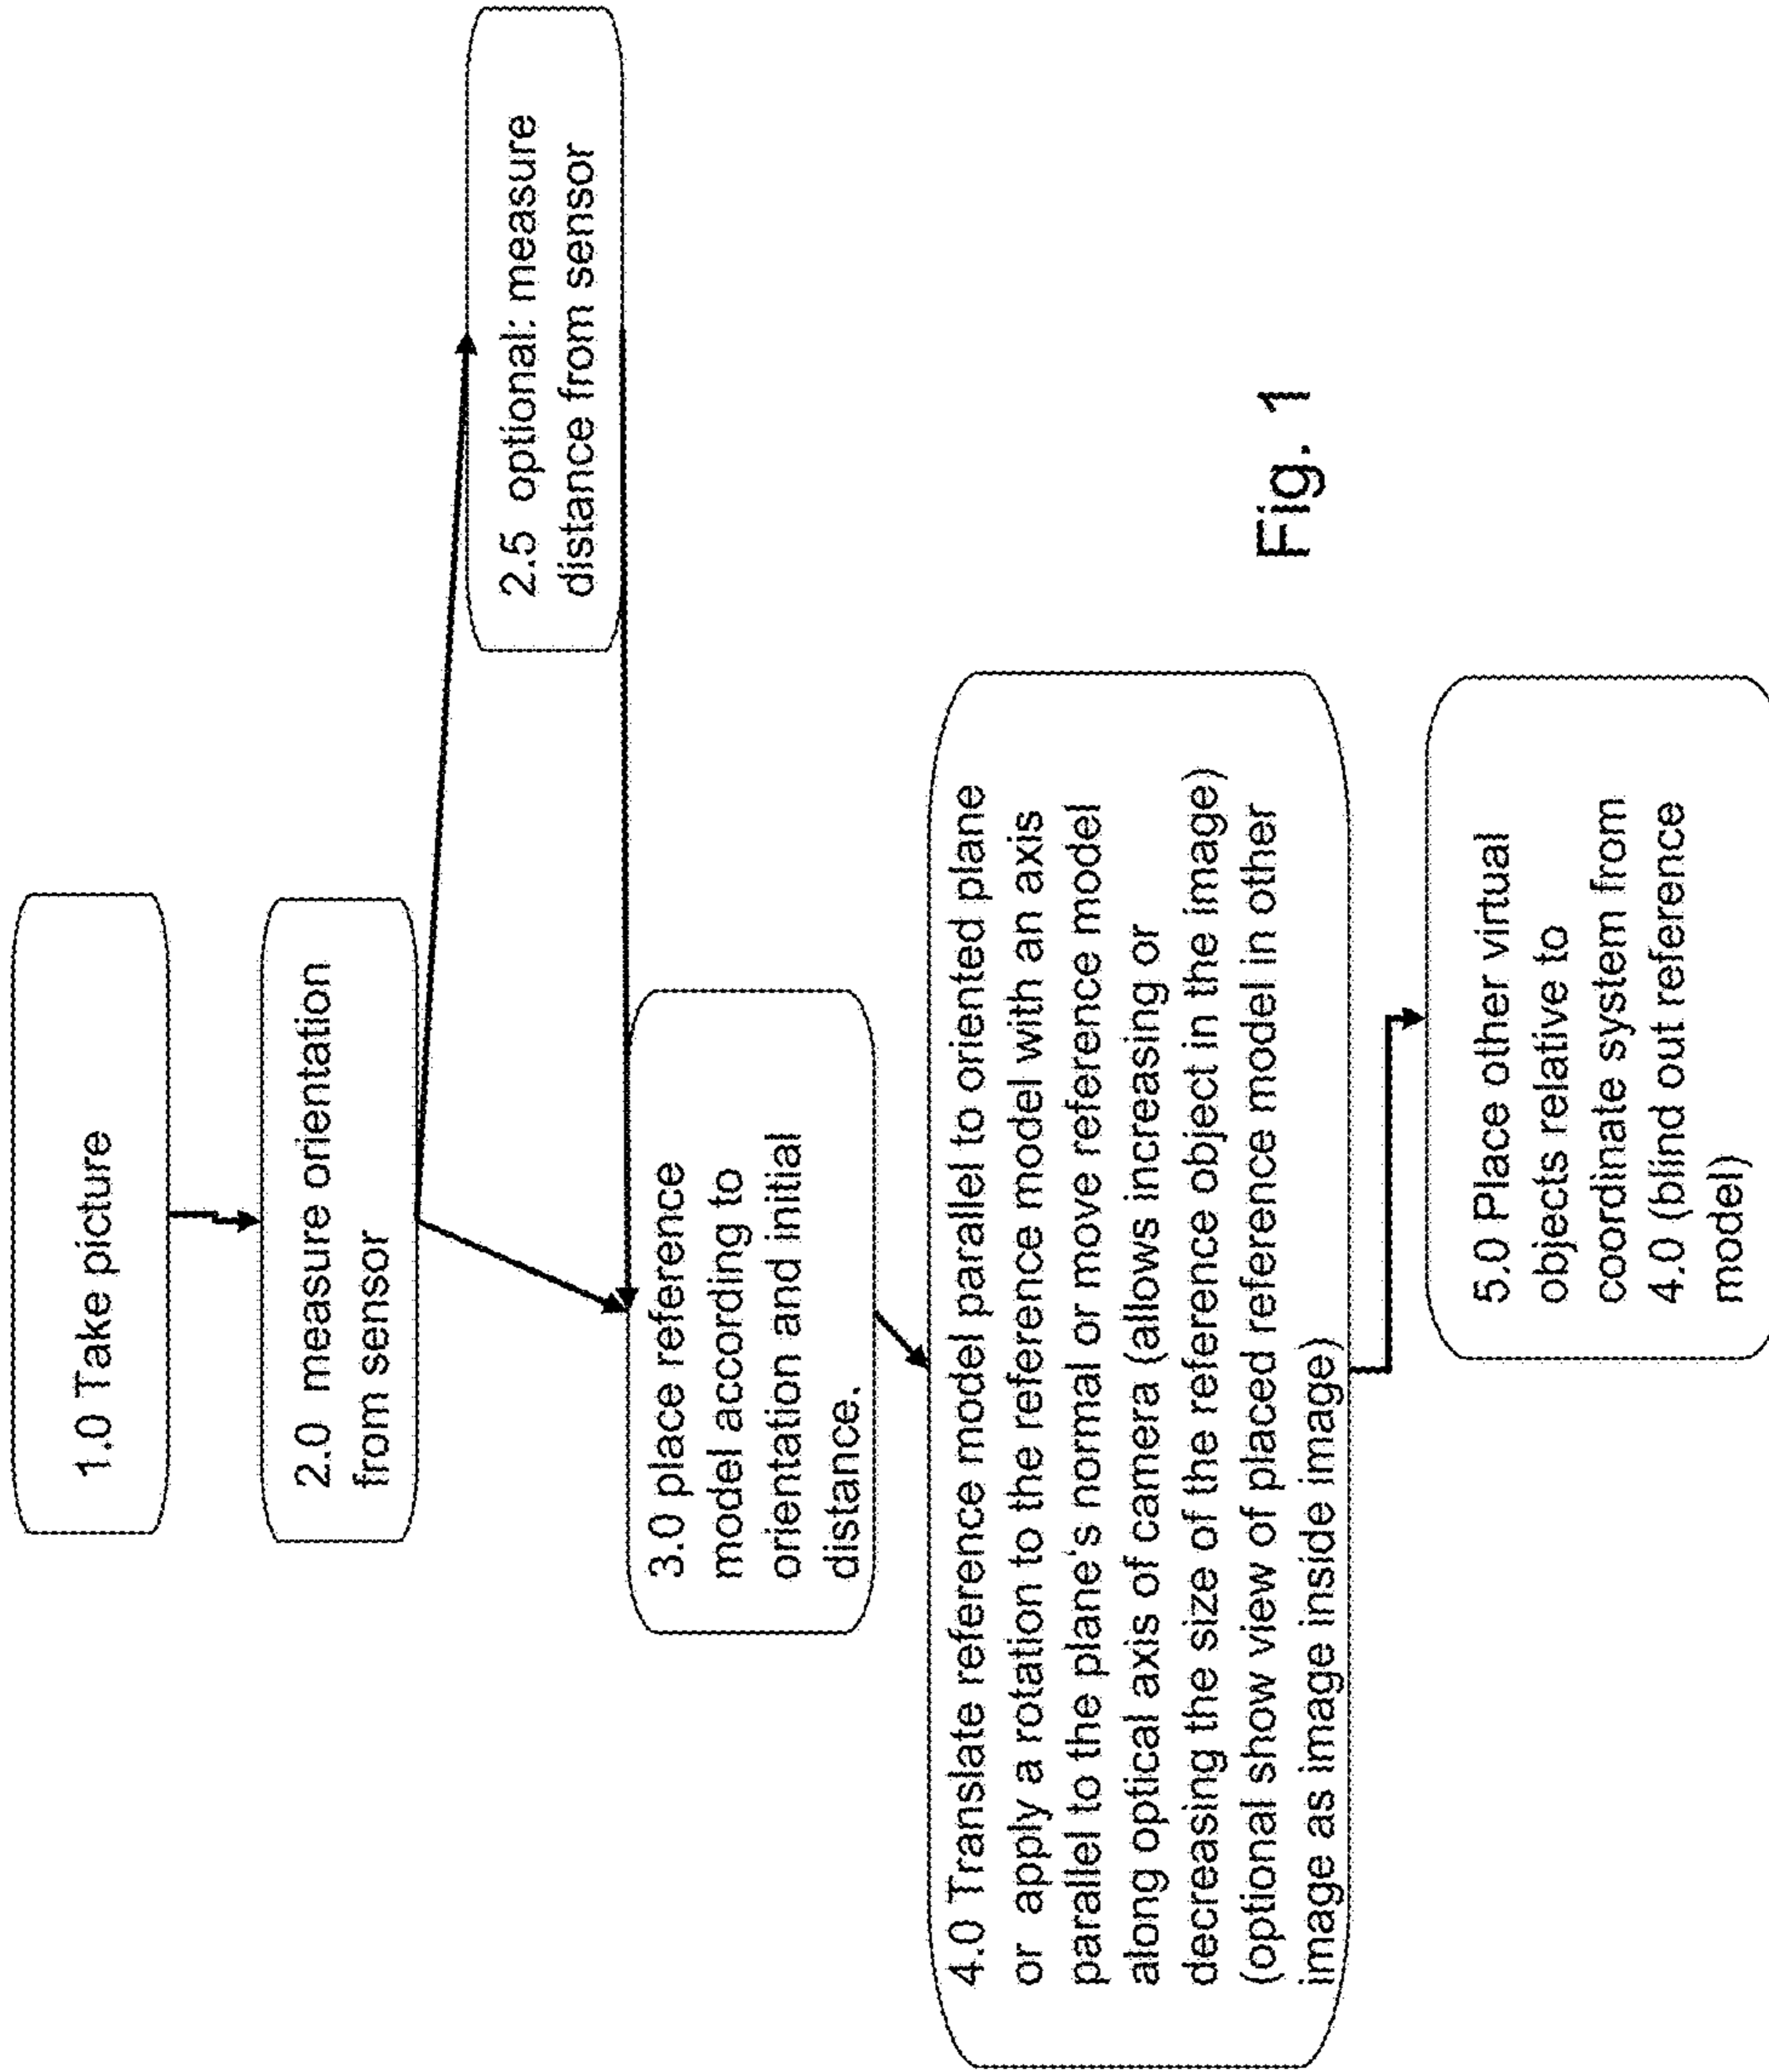 1.0 Take picture
2.0 measure orientation
from sensor
2.5 optional: measure
distance from sensor
3.0 place reference
model according to
orientation and initial
distance.
4.0 Translate reference model parallel to oriented plane
or apply a rotation to the reference model with an axis
parallel to the plane's normal or move reference model
along optical axis of camera (allows increasing or
decreasing the size of the reference object in the image)
(optional show view of placed reference model in other
image as image inside image)
5.0 Place other virtual
objects relative to
coordinate system from
4.0 (blind out reference
model)
Fig. 1